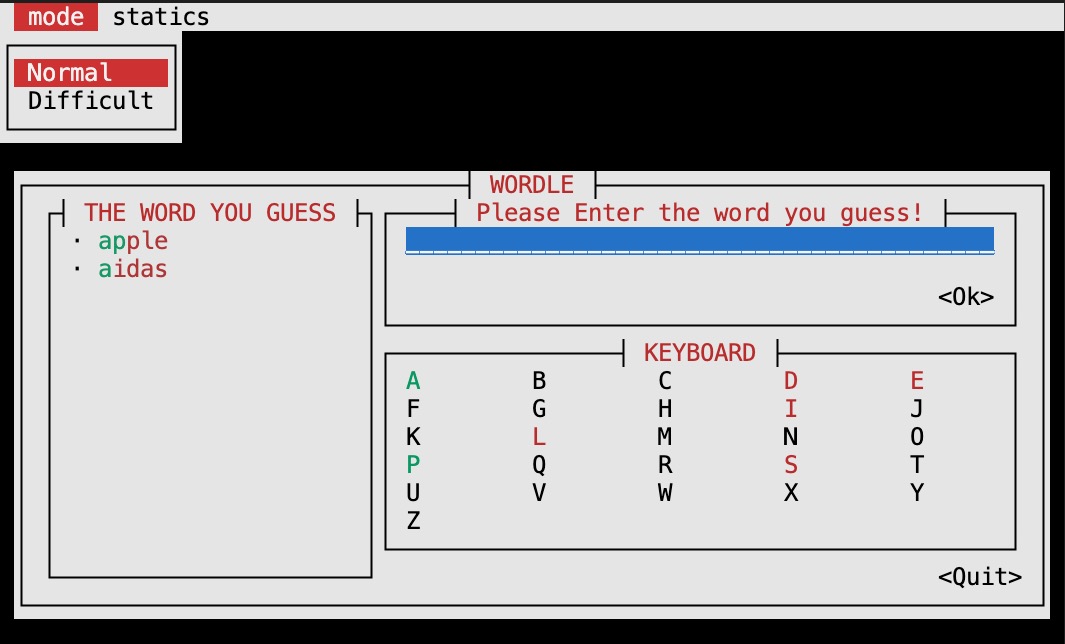 mode statics
Normal
Difficult
WORDLE
THE WORD YOU GUESS
· apple
· aidas
Please Enter the word you guess!
<Ok>
KEYBOARD
A B C D E
F G H I J
K L M N O
P Q R S T
U V W X Y
Z
<Quit>